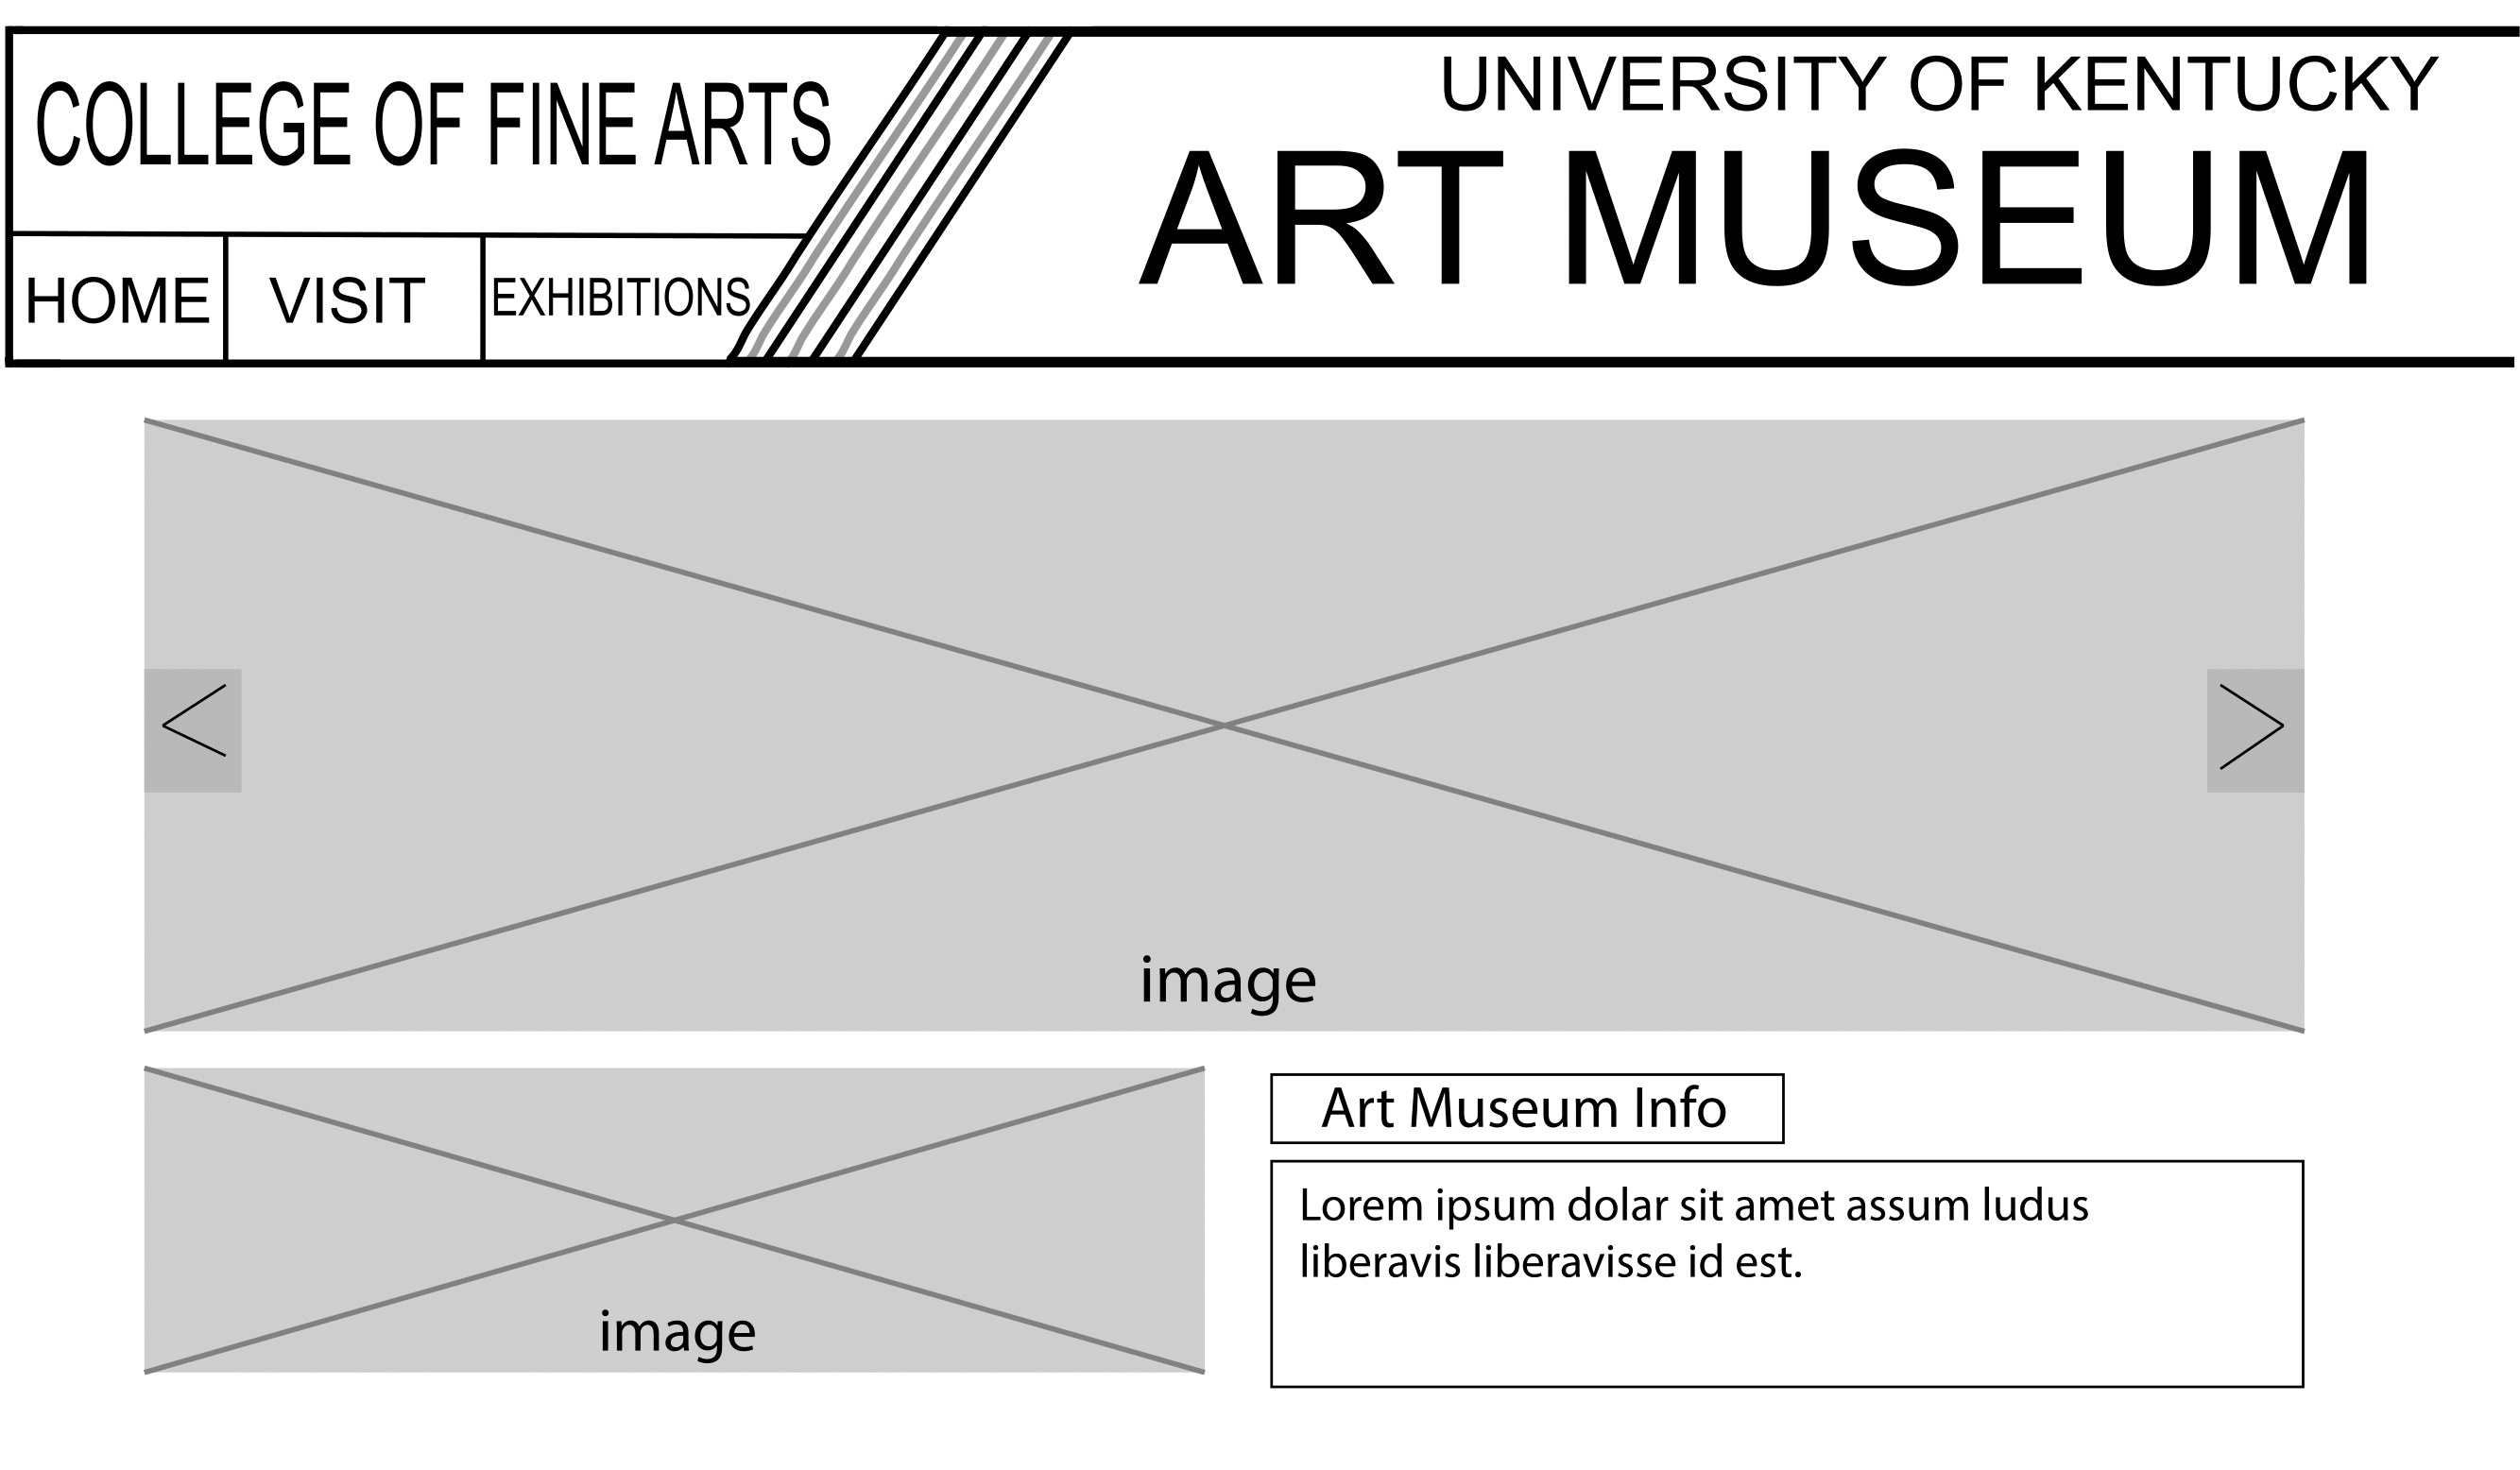 COLLEGE OF FINE ARTS
HOME
VISIT
EXHIBITIONS
UNIVERSITY OF KENTUCKY
ART MUSEUM
<
>
image
image
Art Museum Info
Lorem ipsum dolar sit amet assum ludus
liberavis liberavisse id est.